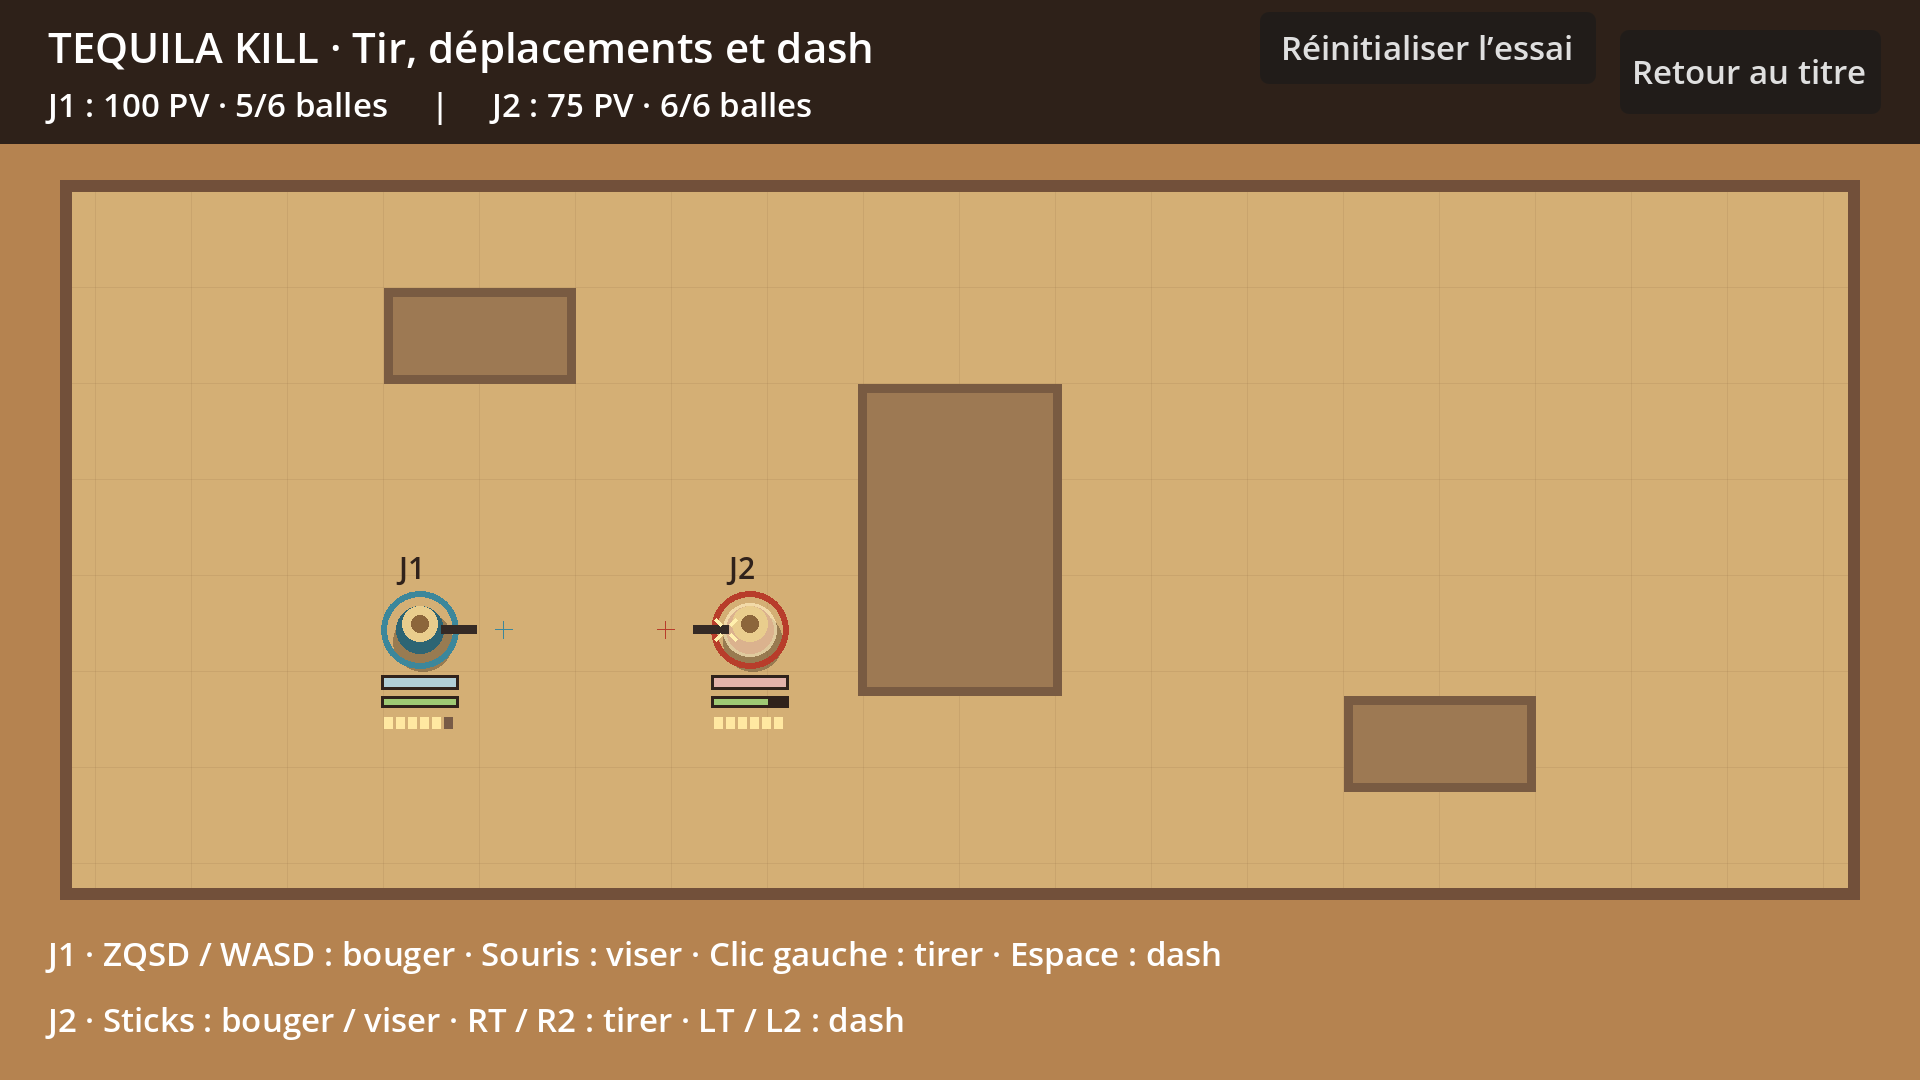 TEQUILA KILL · Tir, déplacements et dash
Réinitialiser l’essai
Retour au titre
J1 : 100 PV · 5/6 balles | J2 : 75 PV · 6/6 balles
J1
J2
J1 · ZQSD / WASD : bouger · Souris : viser · Clic gauche : tirer · Espace : dash
J2 · Sticks : bouger / viser · RT / R2 : tirer · LT / L2 : dash